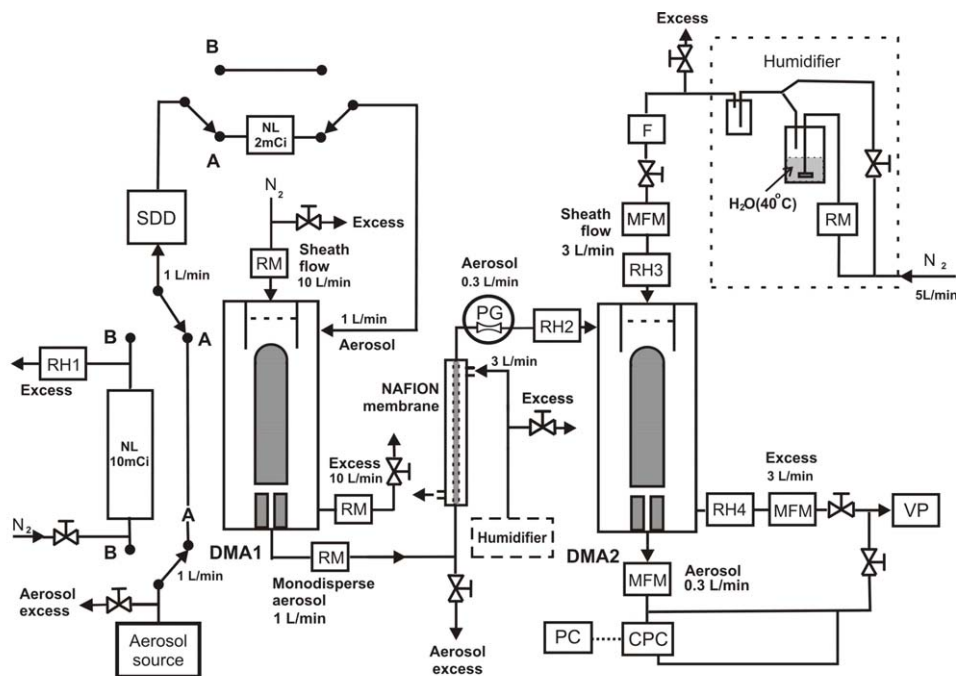 Excess
B
Humidifier
NL
2mCi
A
F
N2
H2O(40°C)
SDD
Excess
MFM
RM
Sheath
flow
3 L/min
RM
Sheath
flow
10 L/min
Aerosol
0.3 L/min
RH3
N2
5L/min
1 L/min
PG
RH2
B
A
1 L/min
Aerosol
RH1
Excess
3 L/min
NAFION
membrane
Excess
NL
10mCi
Excess
10 L/min
Excess
3 L/min
A
RM
RH4
MFM
VP
N2
B
DMA1
RM
Humidifier
DMA2
1 L/min
Monodisperse
aerosol
1 L/min
MFM
Aerosol
0.3 L/min
Aerosol
excess
Aerosol
source
Aerosol
excess
PC
CPC